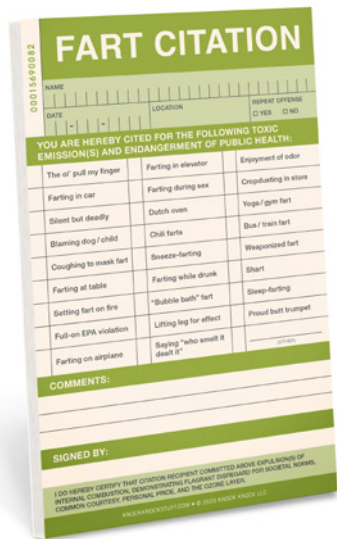 00015690082
FART CITATION
NAME
DATE
LOCATION
REPEAT OFFENSE
YES NO
YOU ARE HEREBY CITED FOR THE FOLLOWING TOXIC
EMISSION(S) AND ENDANGERMENT OF PUBLIC HEALTH:
The ol' pull my finger
Farting in car
Silent but deadly
Blaming dog / child
Coughing to mask fart
Farting at table
Setting fart on fire
Full-on EPA violation
Farting on airplane
Farting in elevator
Farting during sex
Dutch oven
Chili farts
Sneeze-farting
Farting while drunk
"Bubble bath" fart
Lifting leg for effect
Saying "who smelt it
dealt it"
Enjoyment of odor
Cropdusting in store
Yoga / gym fart
Bus / train fart
Weaponized fart
Shart
Sleep-farting
Proud butt trumpet
COMMENTS:
SIGNED BY:
I DO HEREBY CERTIFY THAT CITATION RECIPIENT COMMITTED ABOVE EXPULSION(S) OF
INTERNAL COMBUSTION, DEMONSTRATING FLAGRANT DISREGARD FOR SOCIETAL NORMS,
COMMON COURTESY, PERSONAL PRIDE, AND THE OZONE LAYER.